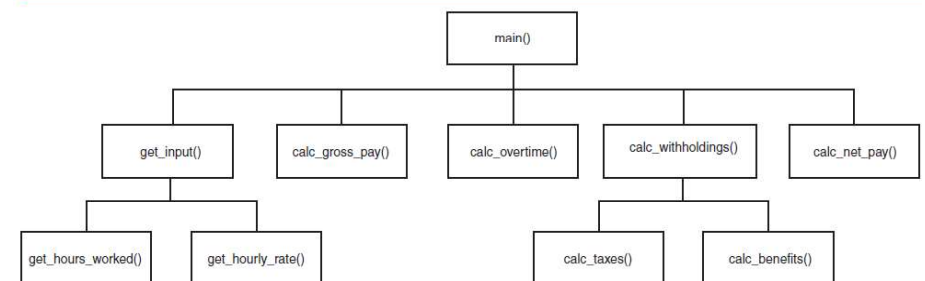 main()
get_input()
calc_gross_pay()
calc_overtime()
calc_withholdings()
calc_net_pay()
get_hours_worked()
get_hourly_rate()
calc_taxes()
calc_benefits()